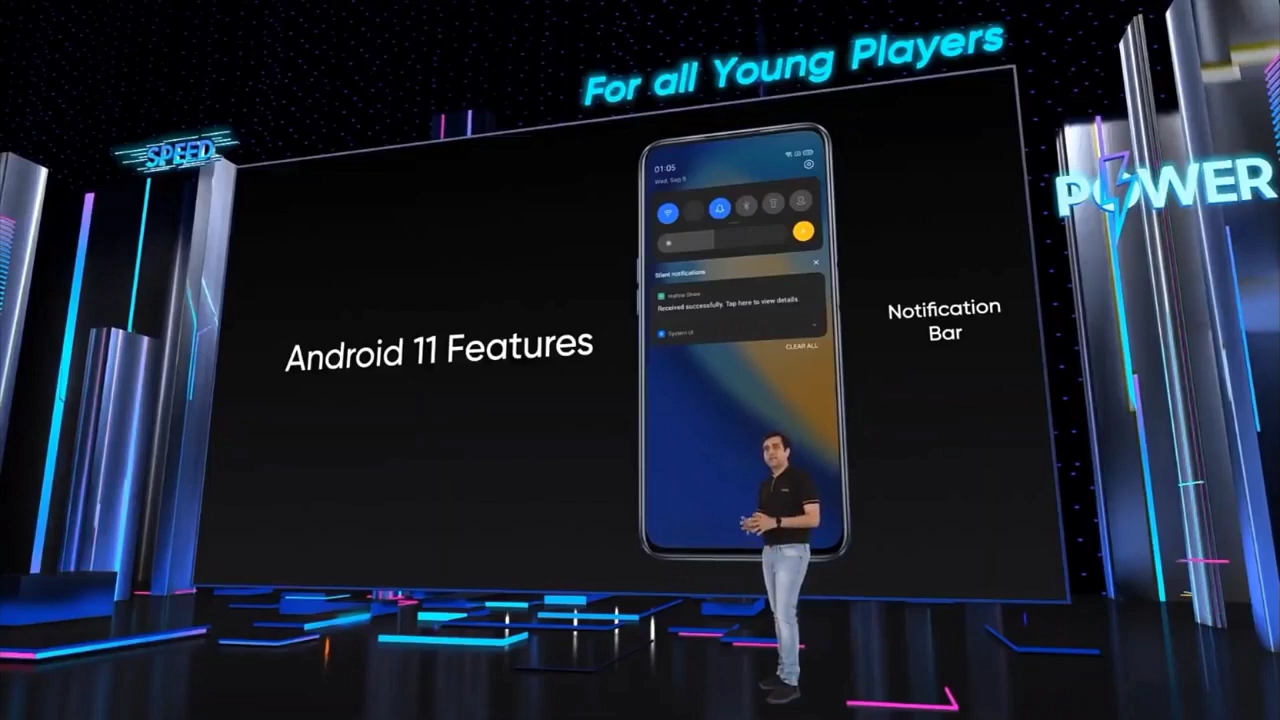 For all Young Players
SPEED
POWER
Android 11 Features
01:05
Wed, Sep 9
Silent notifications
Received successfully. Tap here to view details.
System UI
CLEAR ALL
Notification
Bar